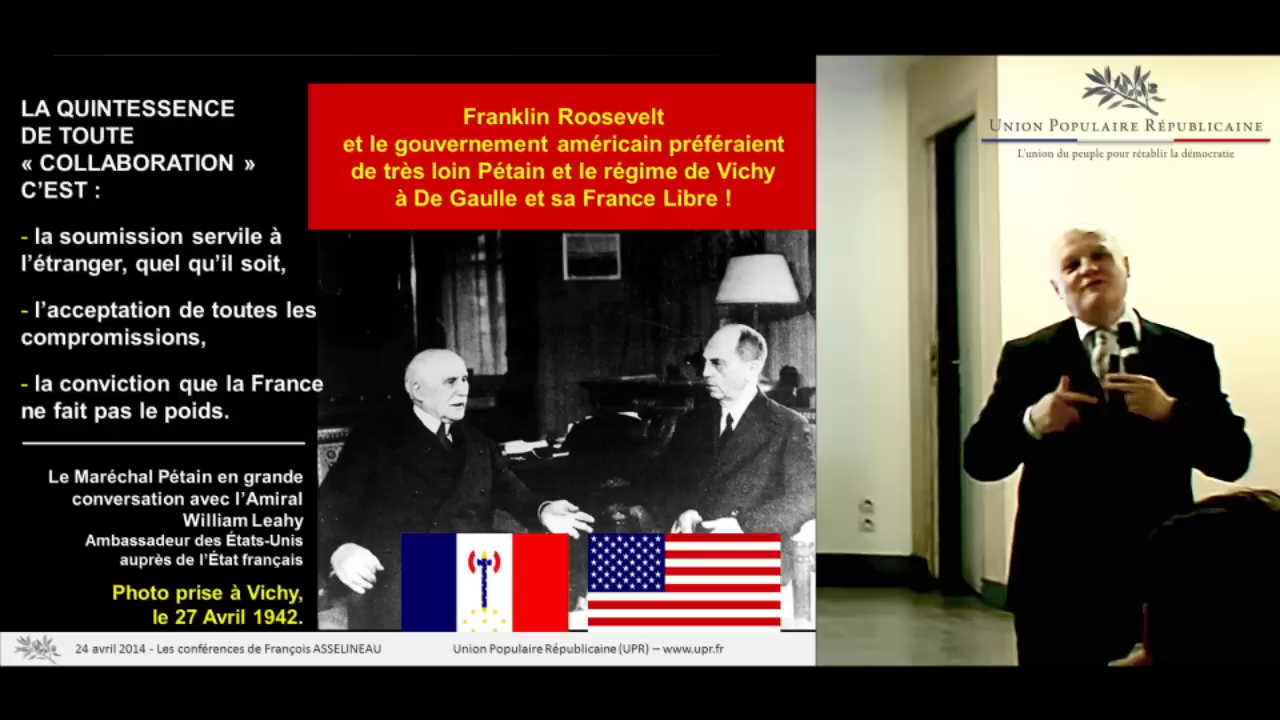 LA QUINTESSENCE
DE TOUTE
« COLLABORATION »
C’EST :
- la soumission servile à
l’étranger, quel qu’il soit,
- l’acceptation de toutes les
compromissions,
- la conviction que la France
ne fait pas le poids.
Le Maréchal Pétain en grande
conversation avec l’Amiral
William Leahy
Ambassadeur des États-Unis
auprès de l’État français
Photo prise à Vichy,
le 27 Avril 1942.
Franklin Roosevelt
et le gouvernement américain préféraient
de très loin Pétain et le régime de Vichy
à De Gaulle et sa France Libre !
24 avril 2014 - Les conférences de François ASSELINEAU
Union Populaire Républicaine (UPR) – www.upr.fr
UNION POPULAIRE RÉPUBLICAINE
L’union du peuple pour rétablir la démocratie